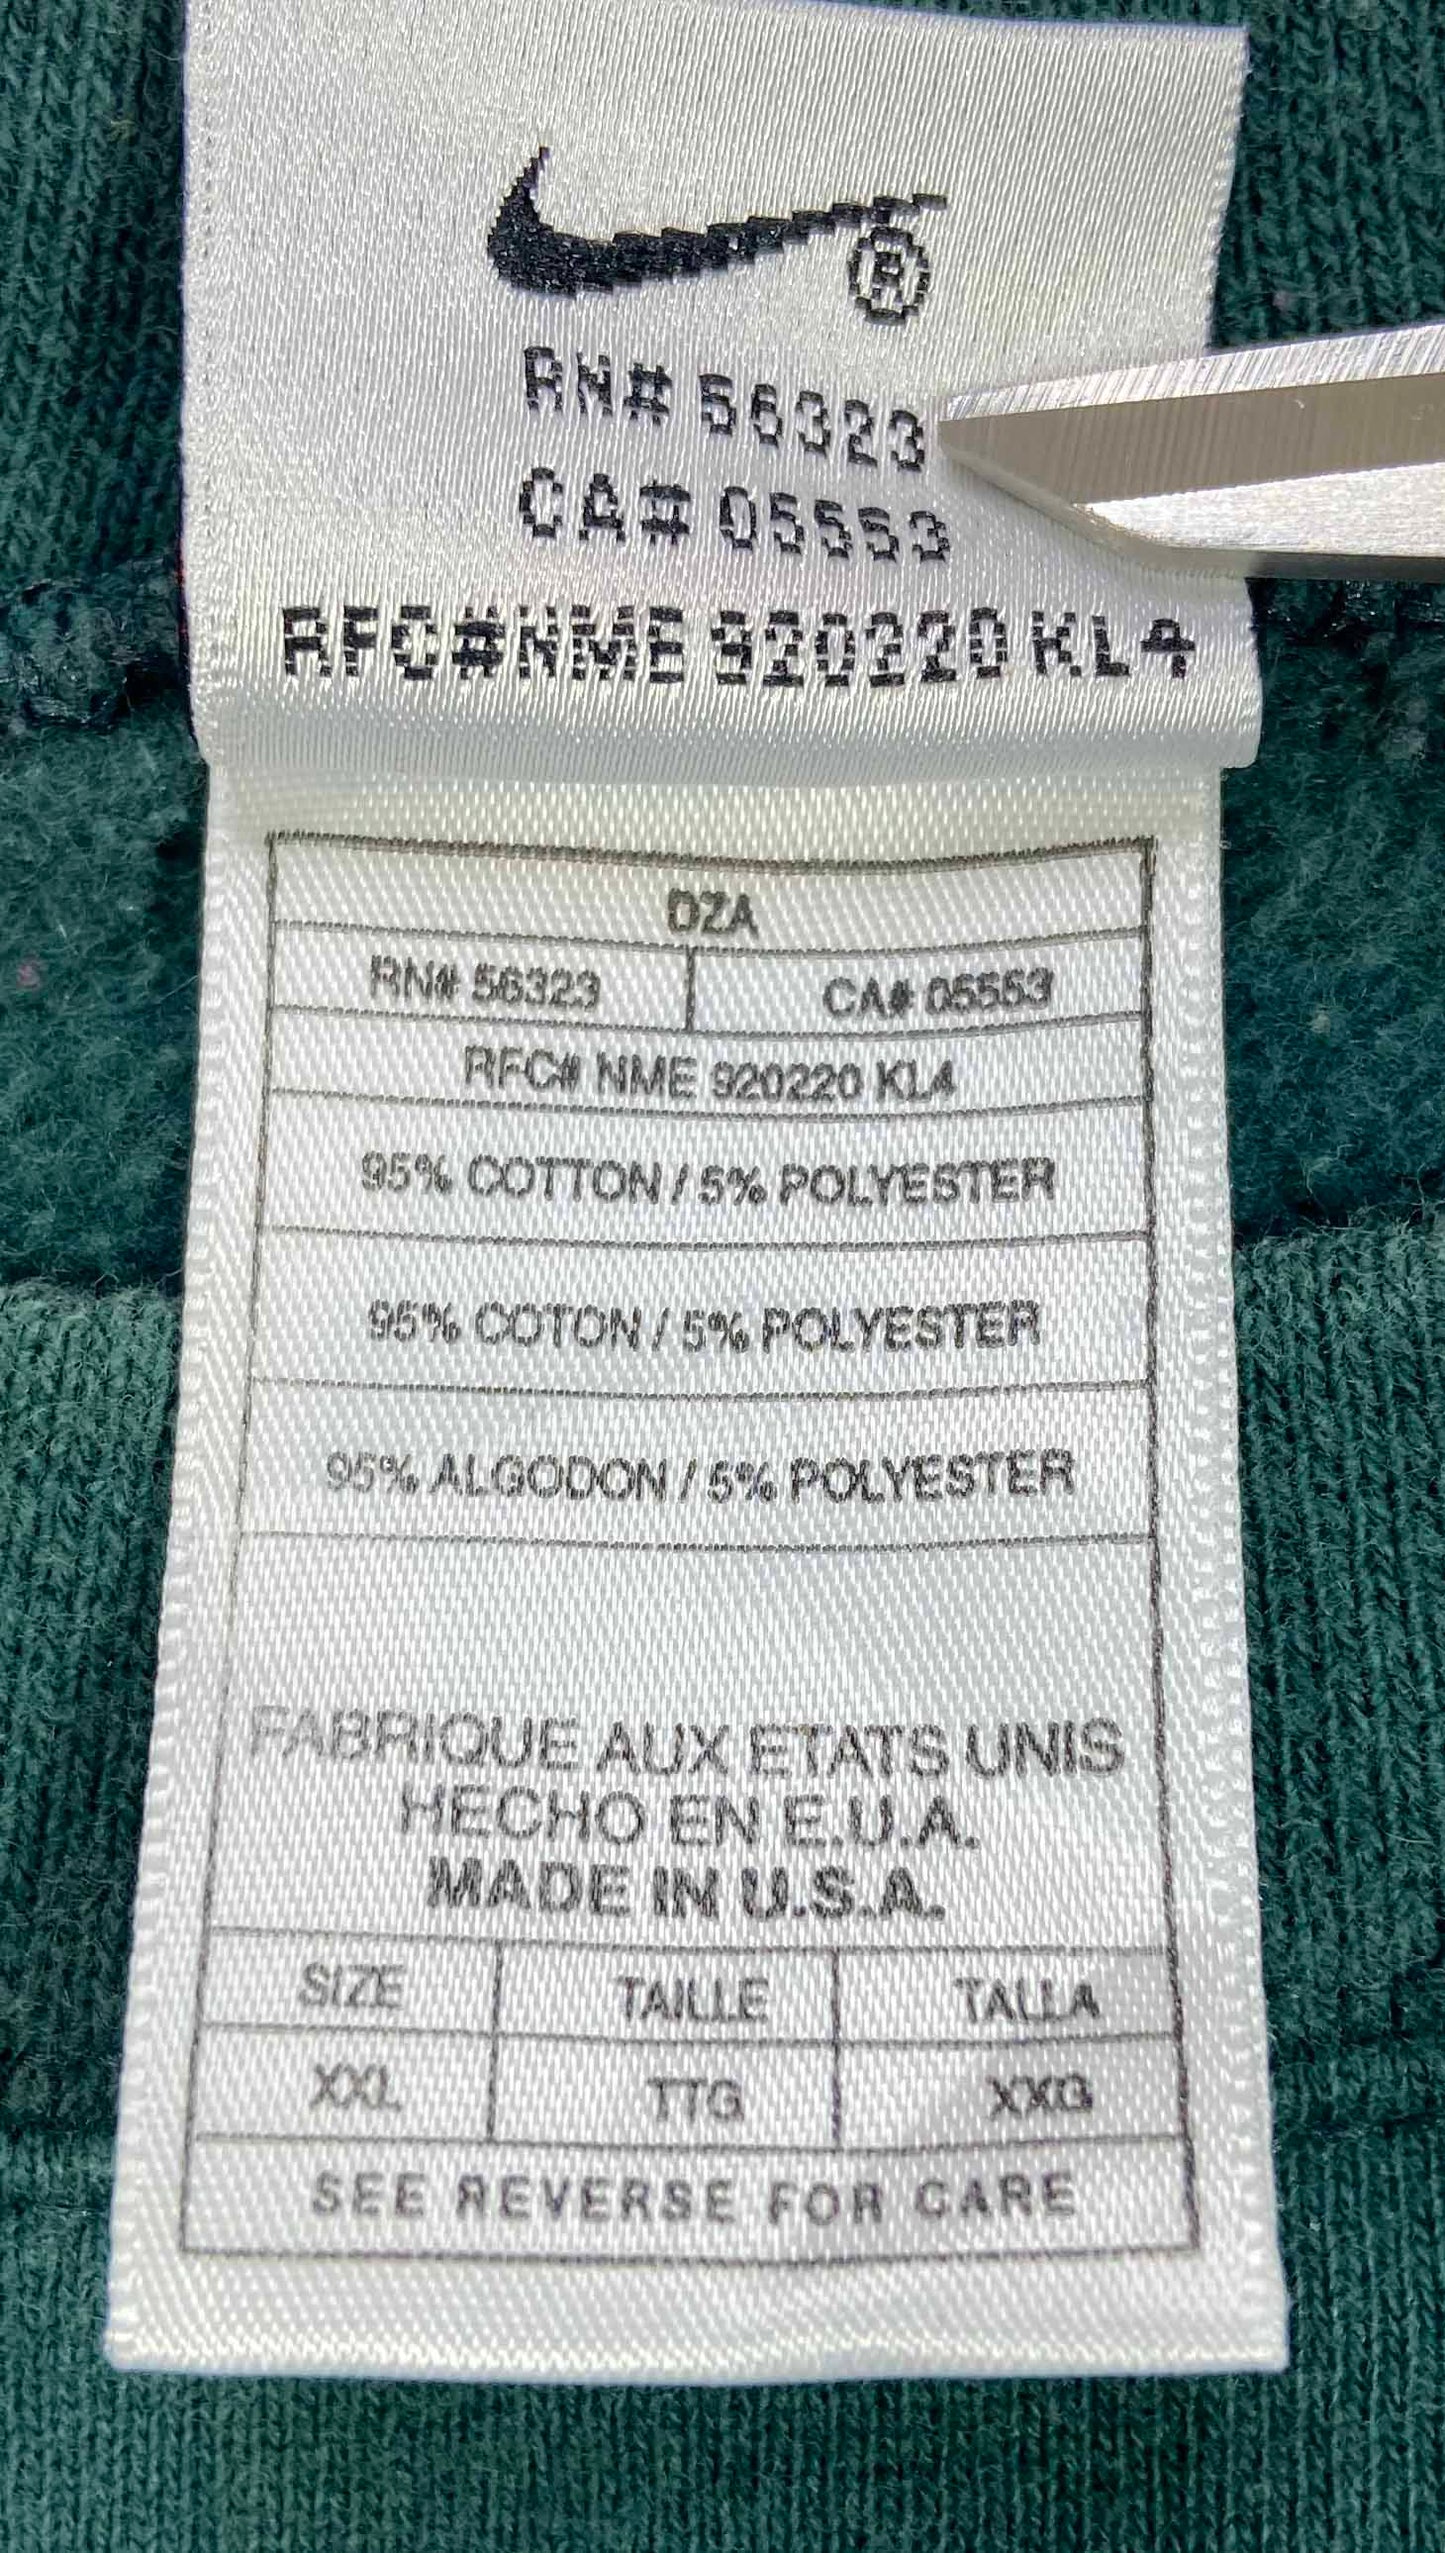 ®
RN# 56323
CA# 05553
RFC#NME 920220 KL4
DZA
RN# 56323 CA# 05553
RFC# NME 920220 KL4
95% COTTON / 5% POLYESTER
95% COTON / 5% POLYESTER
95% ALGODON / 5% POLYESTER
FABRIQUE AUX ETATS UNIS
HECHO EN E.U.A.
MADE IN U.S.A.
SIZE TAILLE TALLA
XXL TTG XXG
SEE REVERSE FOR CARE